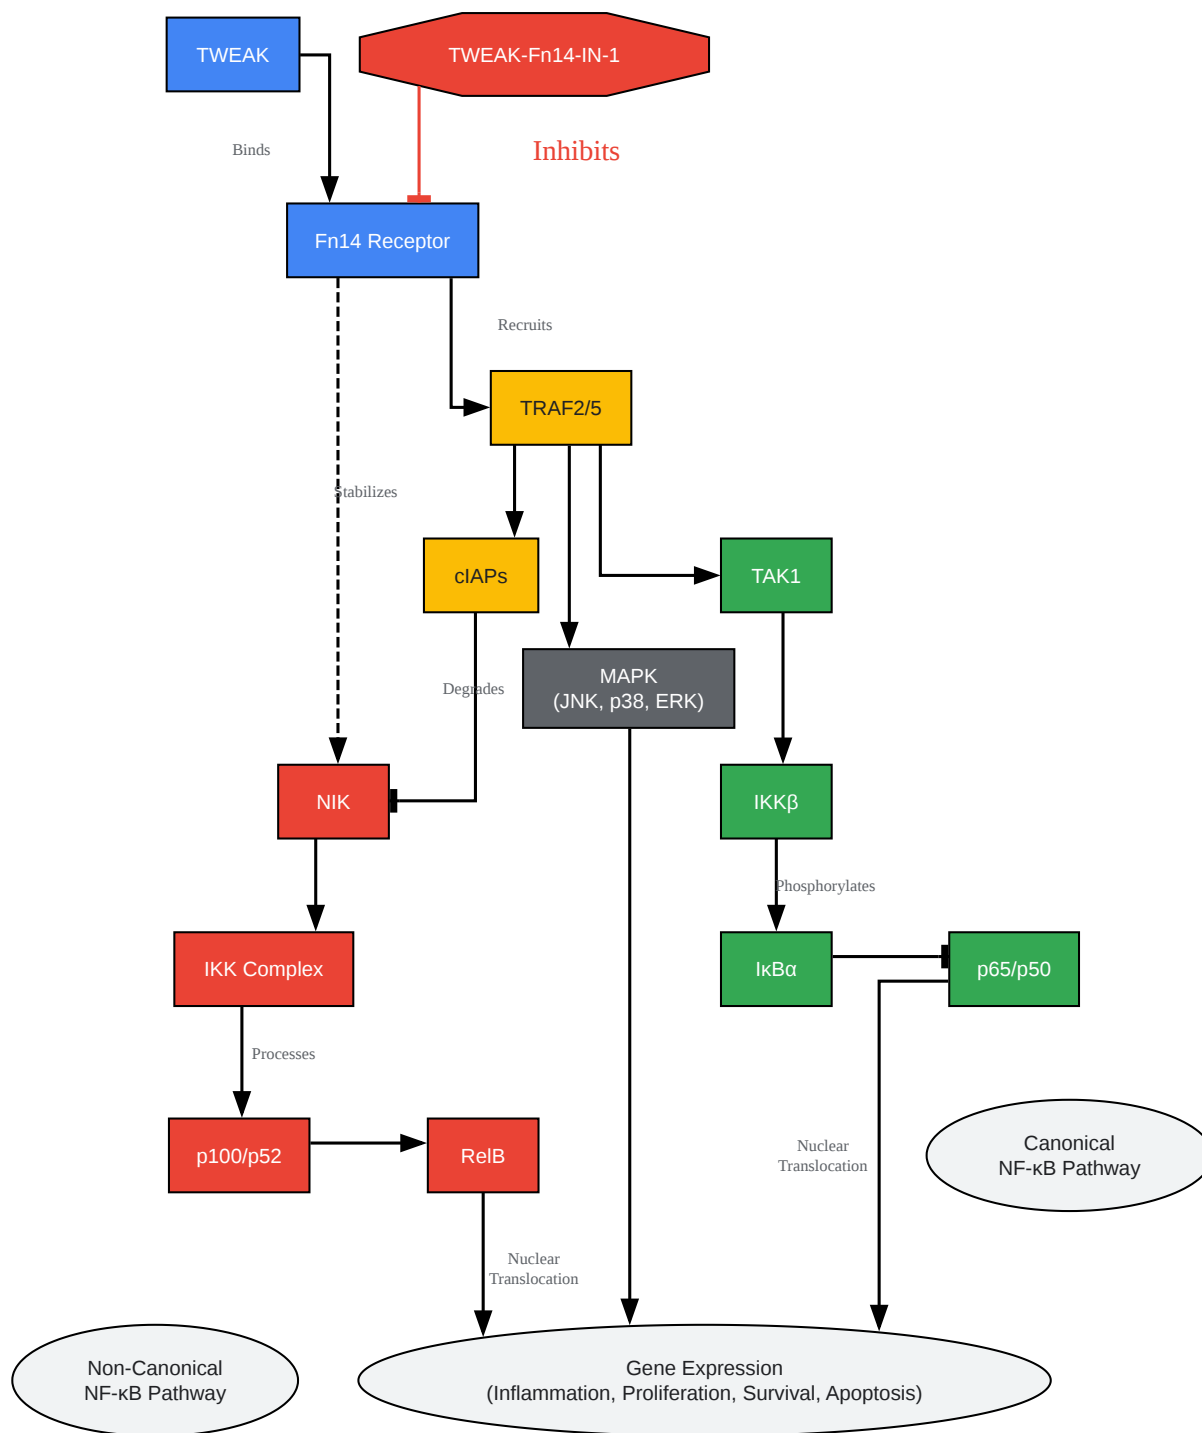 TWEAK
TWEAK-Fn14-IN-1
Binds
Inhibits
Fn14 Receptor
Recruits
TRAF2/5
Stabilizes
cIAPs
TAK1
MAPK
(JNK, p38, ERK)
Degrades
NIK
IKKβ
Phosphorylates
IKK Complex
IκBα
p65/p50
Processes
p100/p52
RelB
Nuclear
Translocation
Canonical
NF-κB Pathway
Nuclear
Translocation
Non-Canonical
NF-κB Pathway
Gene Expression
(Inflammation, Proliferation, Survival, Apoptosis)